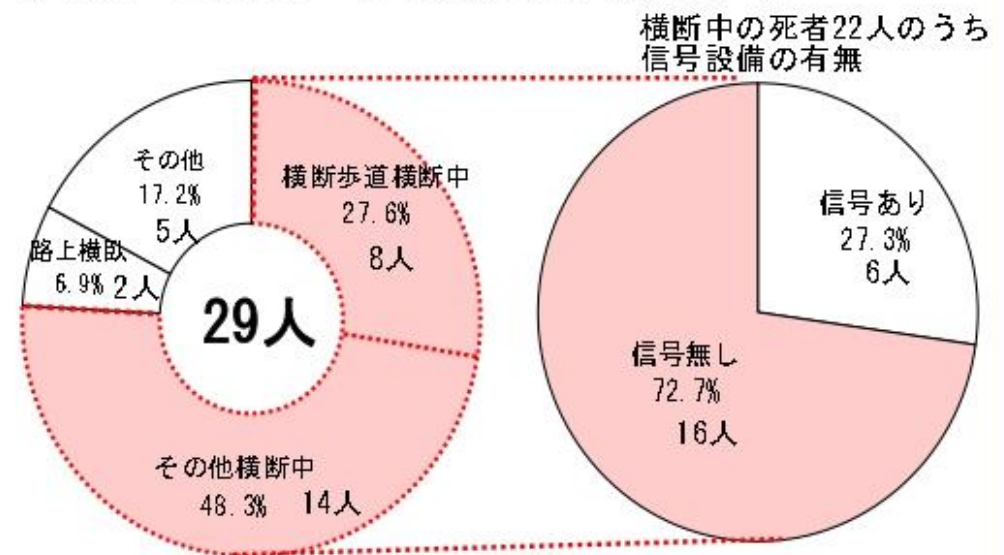 横断中の死者22人のうち
信号設備の有無
その他
17.2%
5人
横断歩道横断中
27.6%
8人
路上横臥
6.9% 2人
29人
その他横断中
48.3% 14人
信号あり
27.3%
6人
信号無し
72.7%
16人